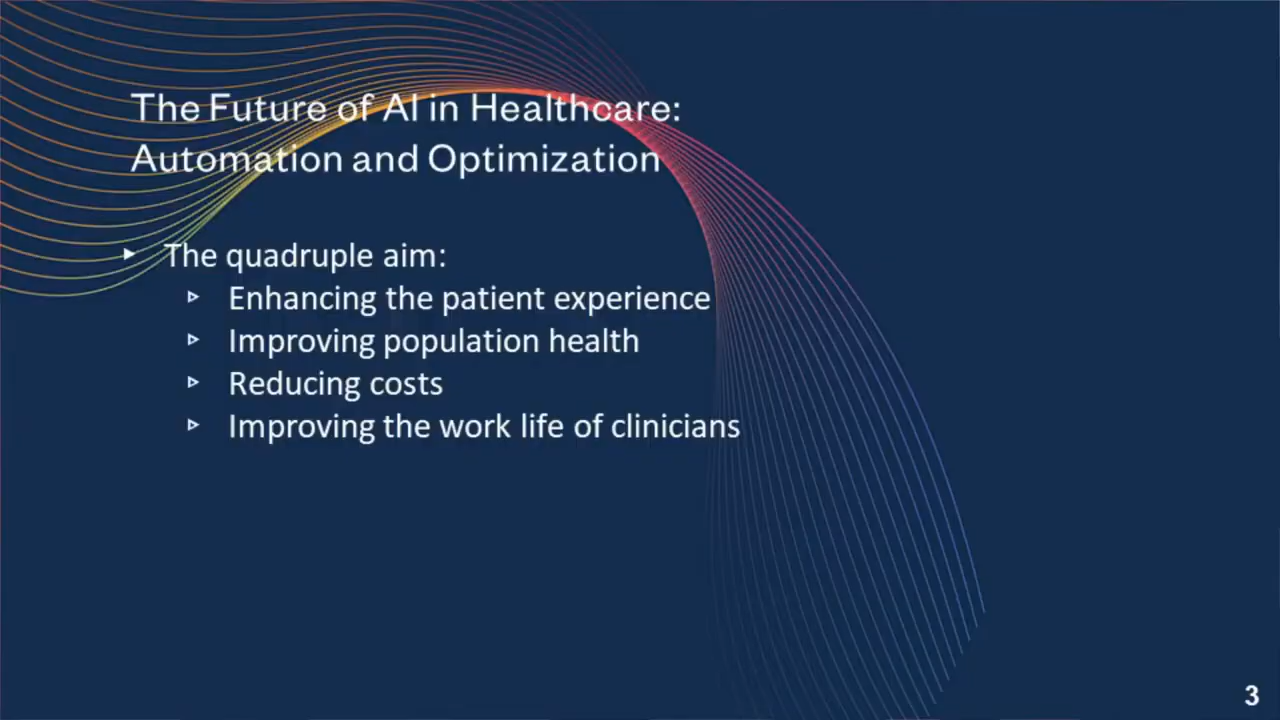 The Future of AI in Healthcare:
Automation and Optimization
The quadruple aim:
Enhancing the patient experience
Improving population health
Reducing costs
Improving the work life of clinicians
3